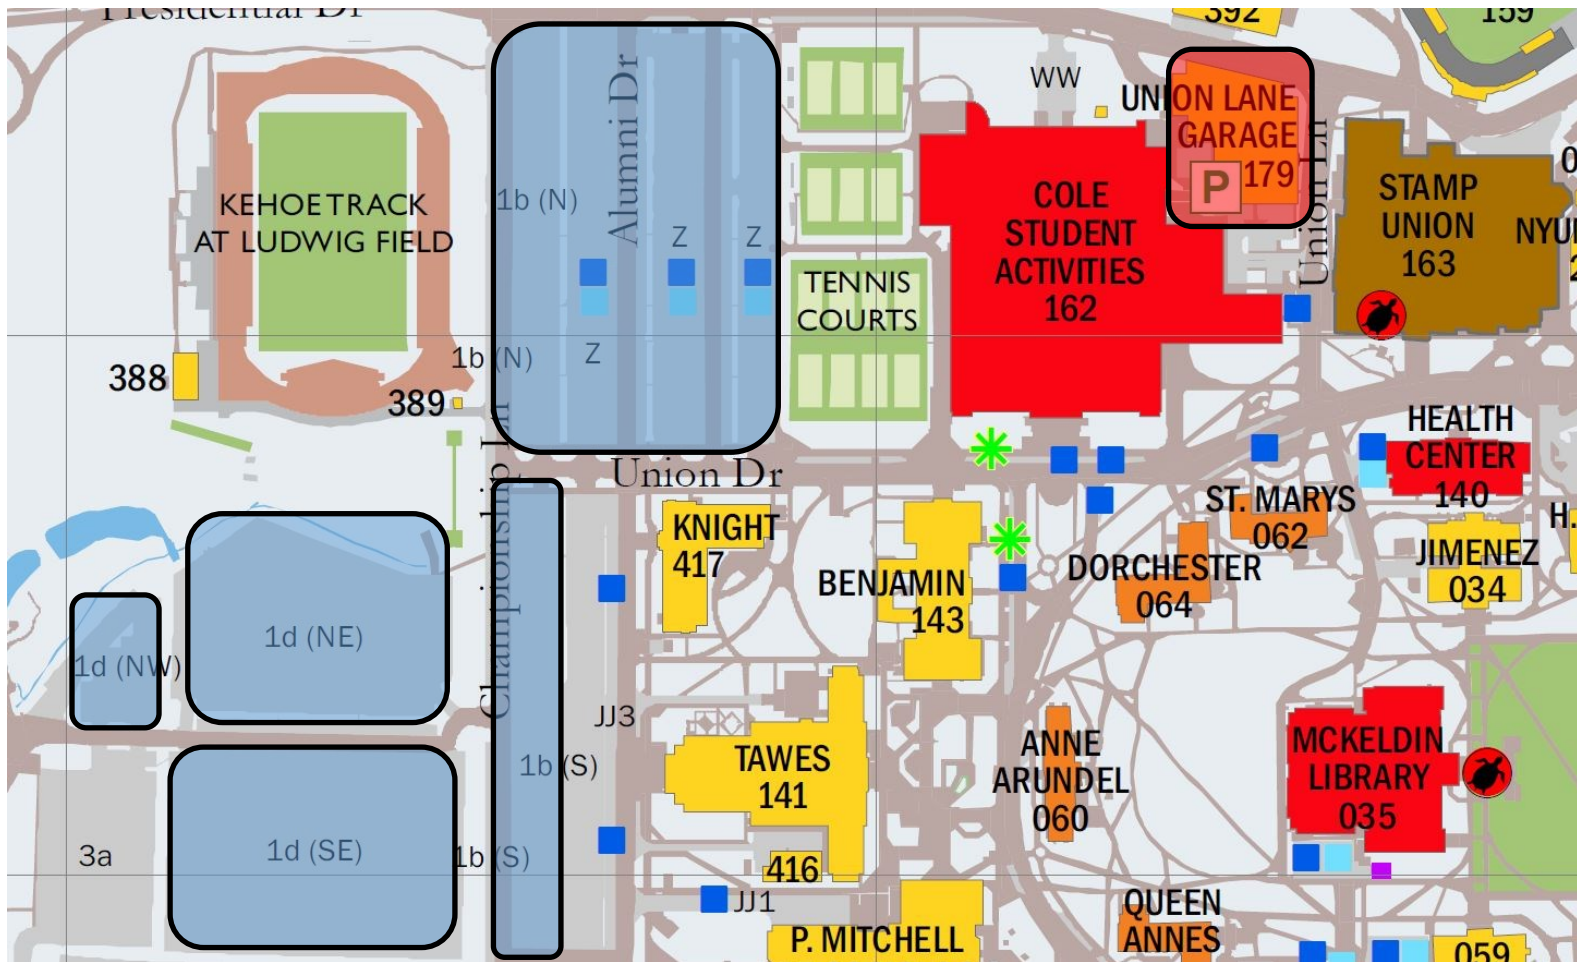 Presidential Dr
392
159
WW
UNION LANE
GARAGE
179
P
Alumni Dr
1b (N)
Z
Z
Z
KEHOE TRACK
AT LUDWIG FIELD
COLE
STUDENT
ACTIVITIES
162
Union Ln
STAMP
UNION
163
TENNIS
COURTS
1b (N)
388
389
HEALTH
CENTER
140
Union Dr
Championship Ln
KNIGHT
417
BENJAMIN
143
ST. MARYS
062
DORCHESTER
064
JIMENEZ
034
H.
1d (NE)
1d (NW)
JJ3
1b (S)
TAWES
141
ANNE
ARUNDEL
060
MCKELDIN
LIBRARY
035
3a
1d (SE)
1b (S)
416
JJ1
P. MITCHELL
QUEEN
ANNES
059